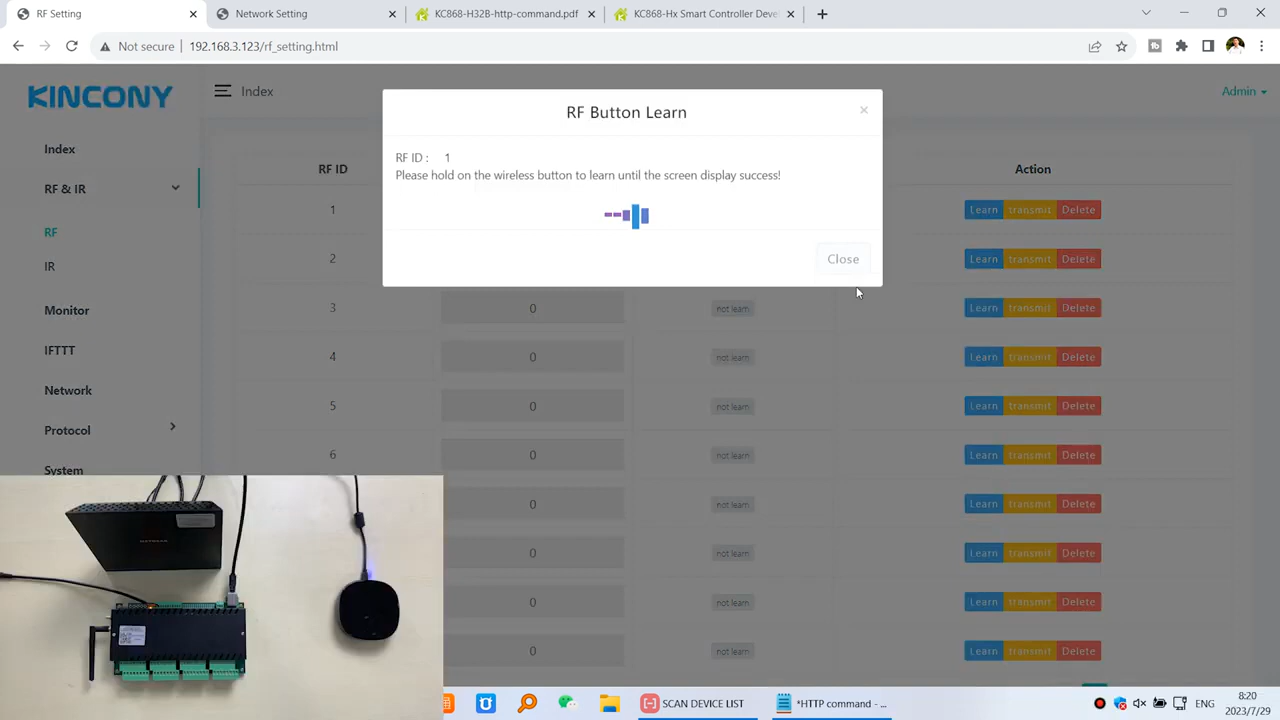 RF Setting
Network Setting
KC868-H32B-http-command.pdf
KC868-Hx Smart Controller Deve
Not secure
192.168.3.123/rf_setting.html
KINCONY
Index
Admin
Index
RF & IR
RF
IR
Monitor
IFTTT
Network
Protocol
System
RF Button Learn
RF ID : 1
Please hold on the wireless button to learn until the screen display success!
Close
RF ID
Action
1
Learn transmit Delete
2
Learn transmit Delete
3 0 not learn Learn transmit Delete
4 0 not learn Learn transmit Delete
5 0 not learn Learn transmit Delete
6 0 not learn Learn transmit Delete
0 not learn Learn transmit Delete
0 not learn Learn transmit Delete
0 not learn Learn transmit Delete
0 not learn Learn transmit Delete
NETGEAR
SCAN DEVICE LIST
*HTTP command - ...
ENG
8:20
2023/7/29